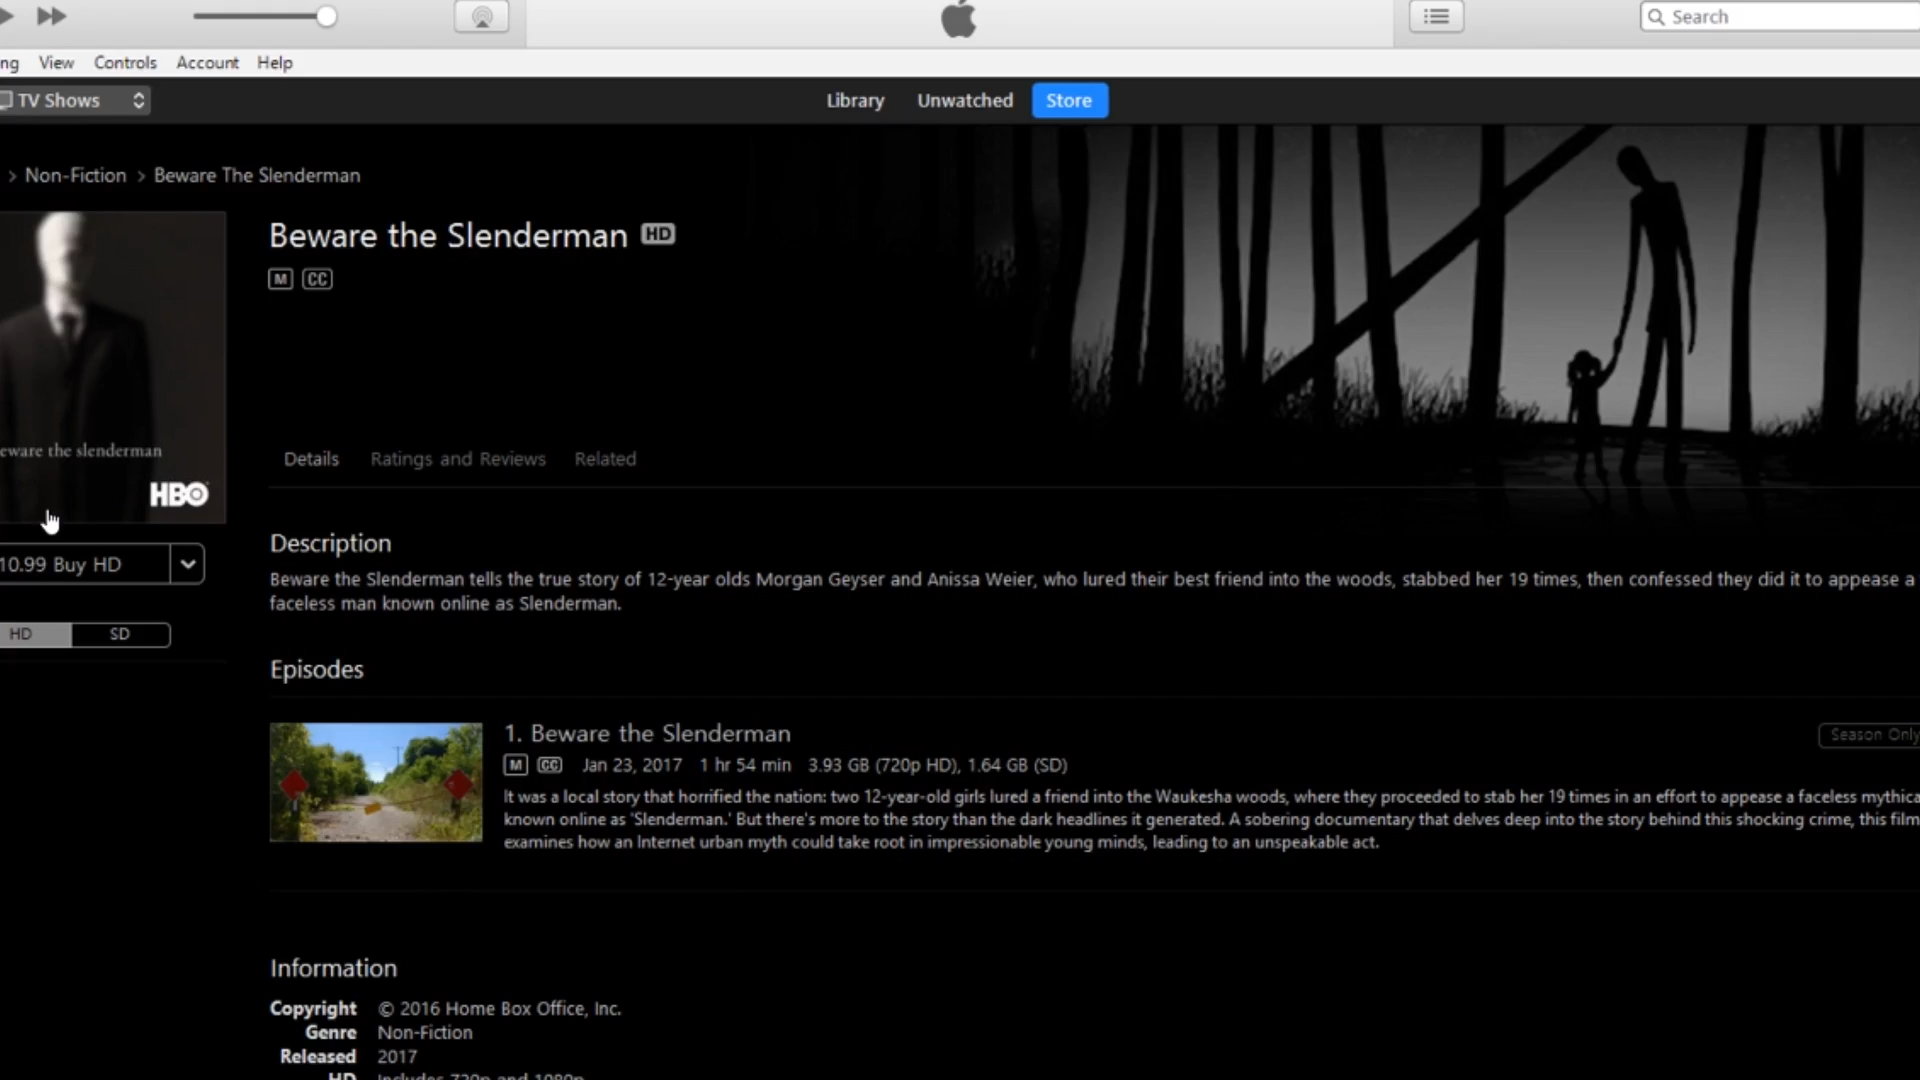 Search
ng View Controls Account Help
TV Shows
Library Unwatched Store
> Non-Fiction > Beware The Slenderman
Beware the Slenderman HD
M CC
eware the slenderman
HBO
Details Ratings and Reviews Related
10.99 Buy HD
HD SD
Description
Beware the Slenderman tells the true story of 12-year olds Morgan Geyser and Anissa Weier, who lured their best friend into the woods, stabbed her 19 times, then confessed they did it to appease a
faceless man known online as Slenderman.
Episodes
1. Beware the Slenderman
Season Only
M CC Jan 23, 2017 1 hr 54 min 3.93 GB (720p HD), 1.64 GB (SD)
It was a local story that horrified the nation: two 12-year-old girls lured a friend into the Waukesha woods, where they proceeded to stab her 19 times in an effort to appease a faceless mythica
known online as 'Slenderman.' But there's more to the story than the dark headlines it generated. A sobering documentary that delves deep into the story behind this shocking crime, this film
examines how an Internet urban myth could take root in impressionable young minds, leading to an unspeakable act.
Information
Copyright © 2016 Home Box Office, Inc.
Genre Non-Fiction
Released 2017
HD Includes 720p and 1080p